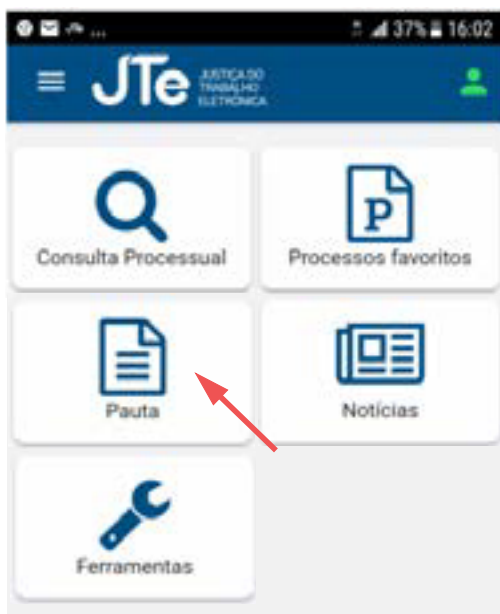 37% 16:02
JTe JUSTIÇA DO
TRABALHO
ELETRÔNICA
Consulta Processual
P
Processos favoritos
Pauta
Notícias
Ferramentas